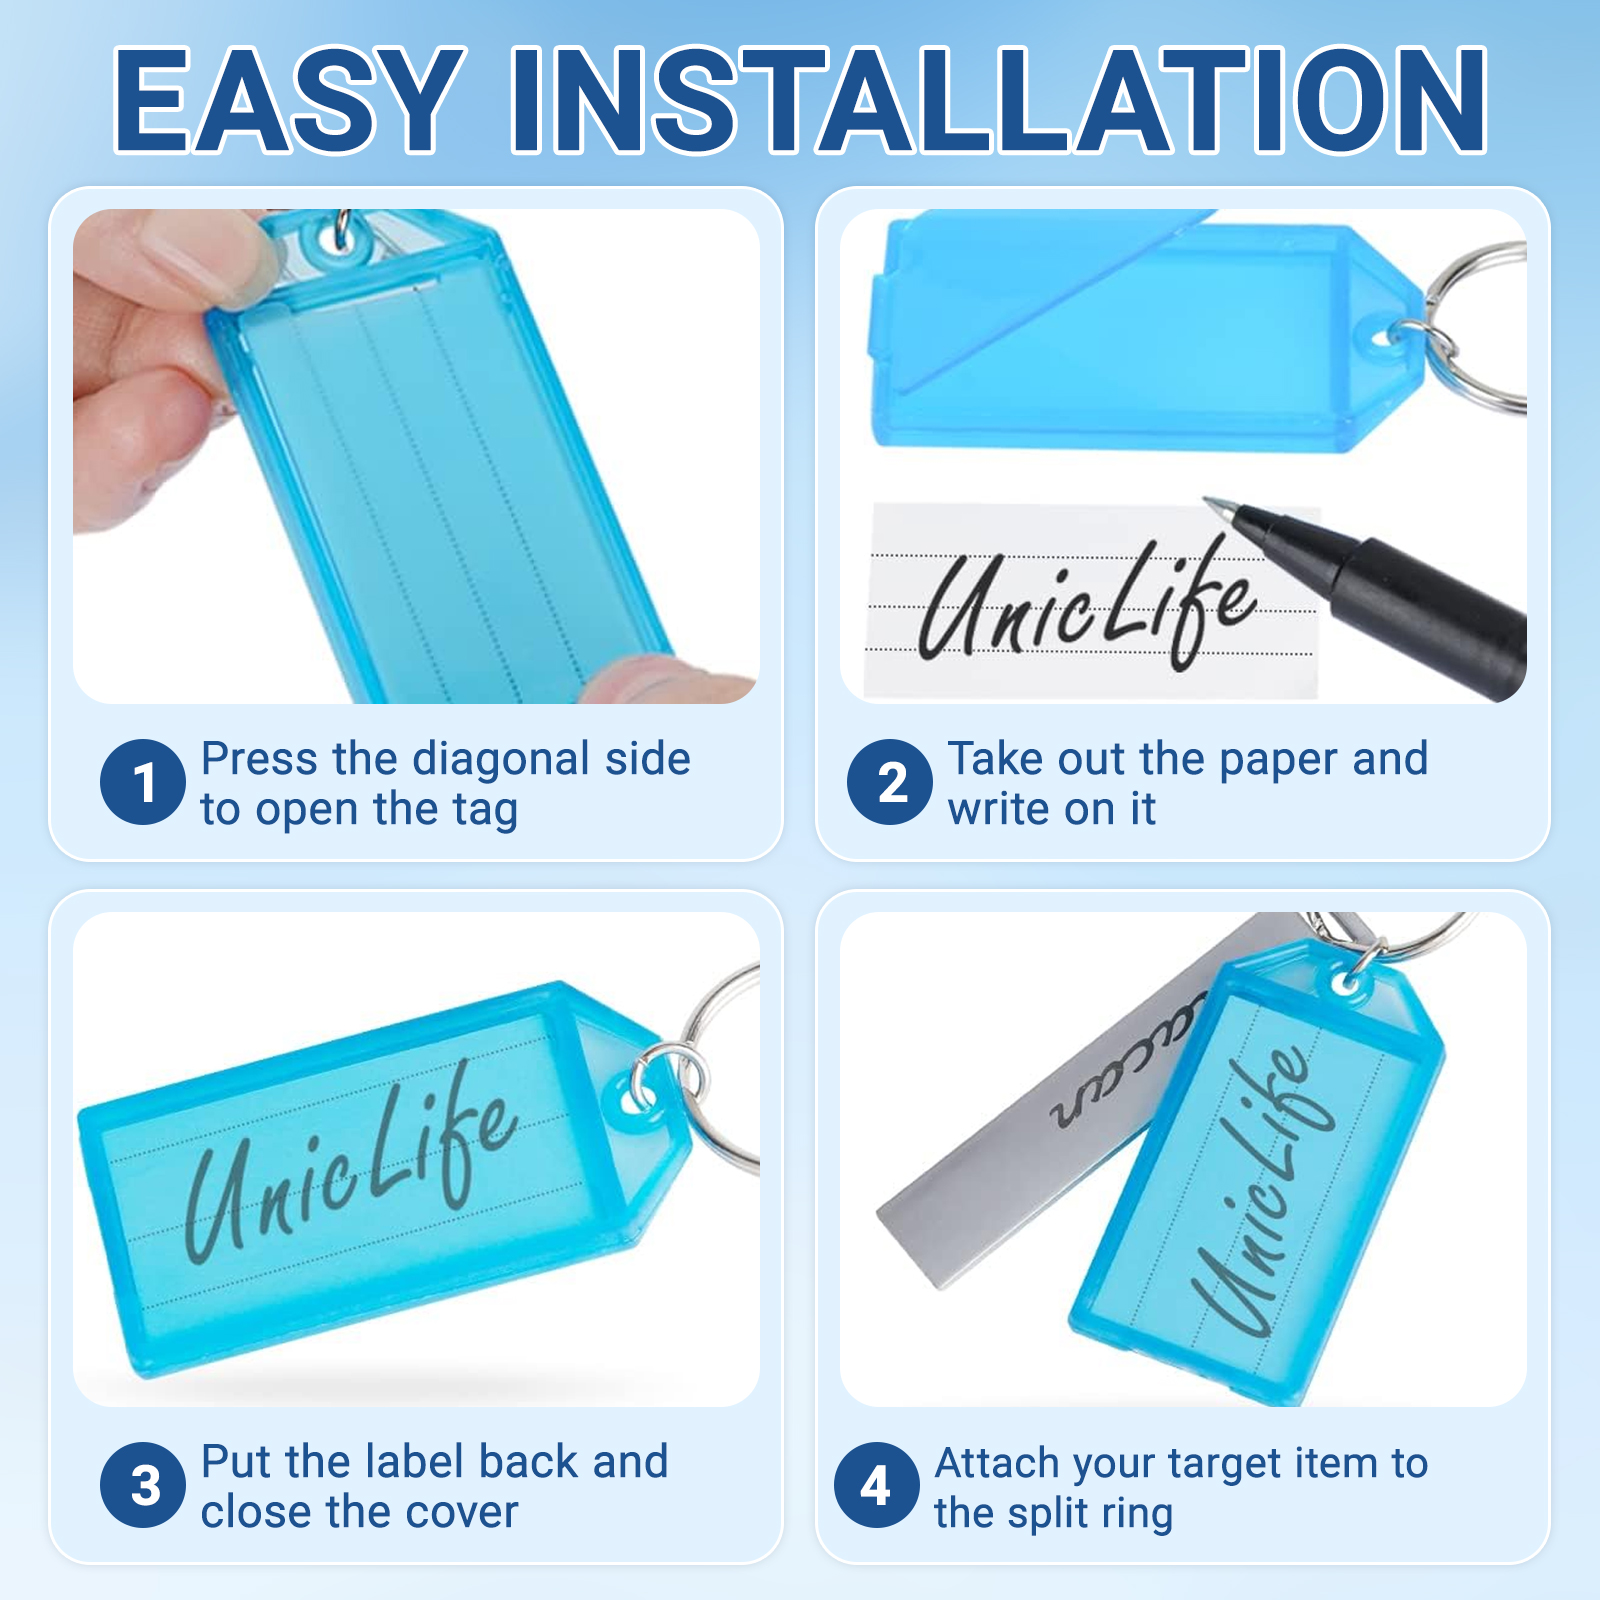 EASY INSTALLATION
UnicLife
1
Press the diagonal side
to open the tag
2
Take out the paper and
write on it
UnicLife
acan
UnicLife
3
Put the label back and
close the cover
4
Attach your target item to
the split ring